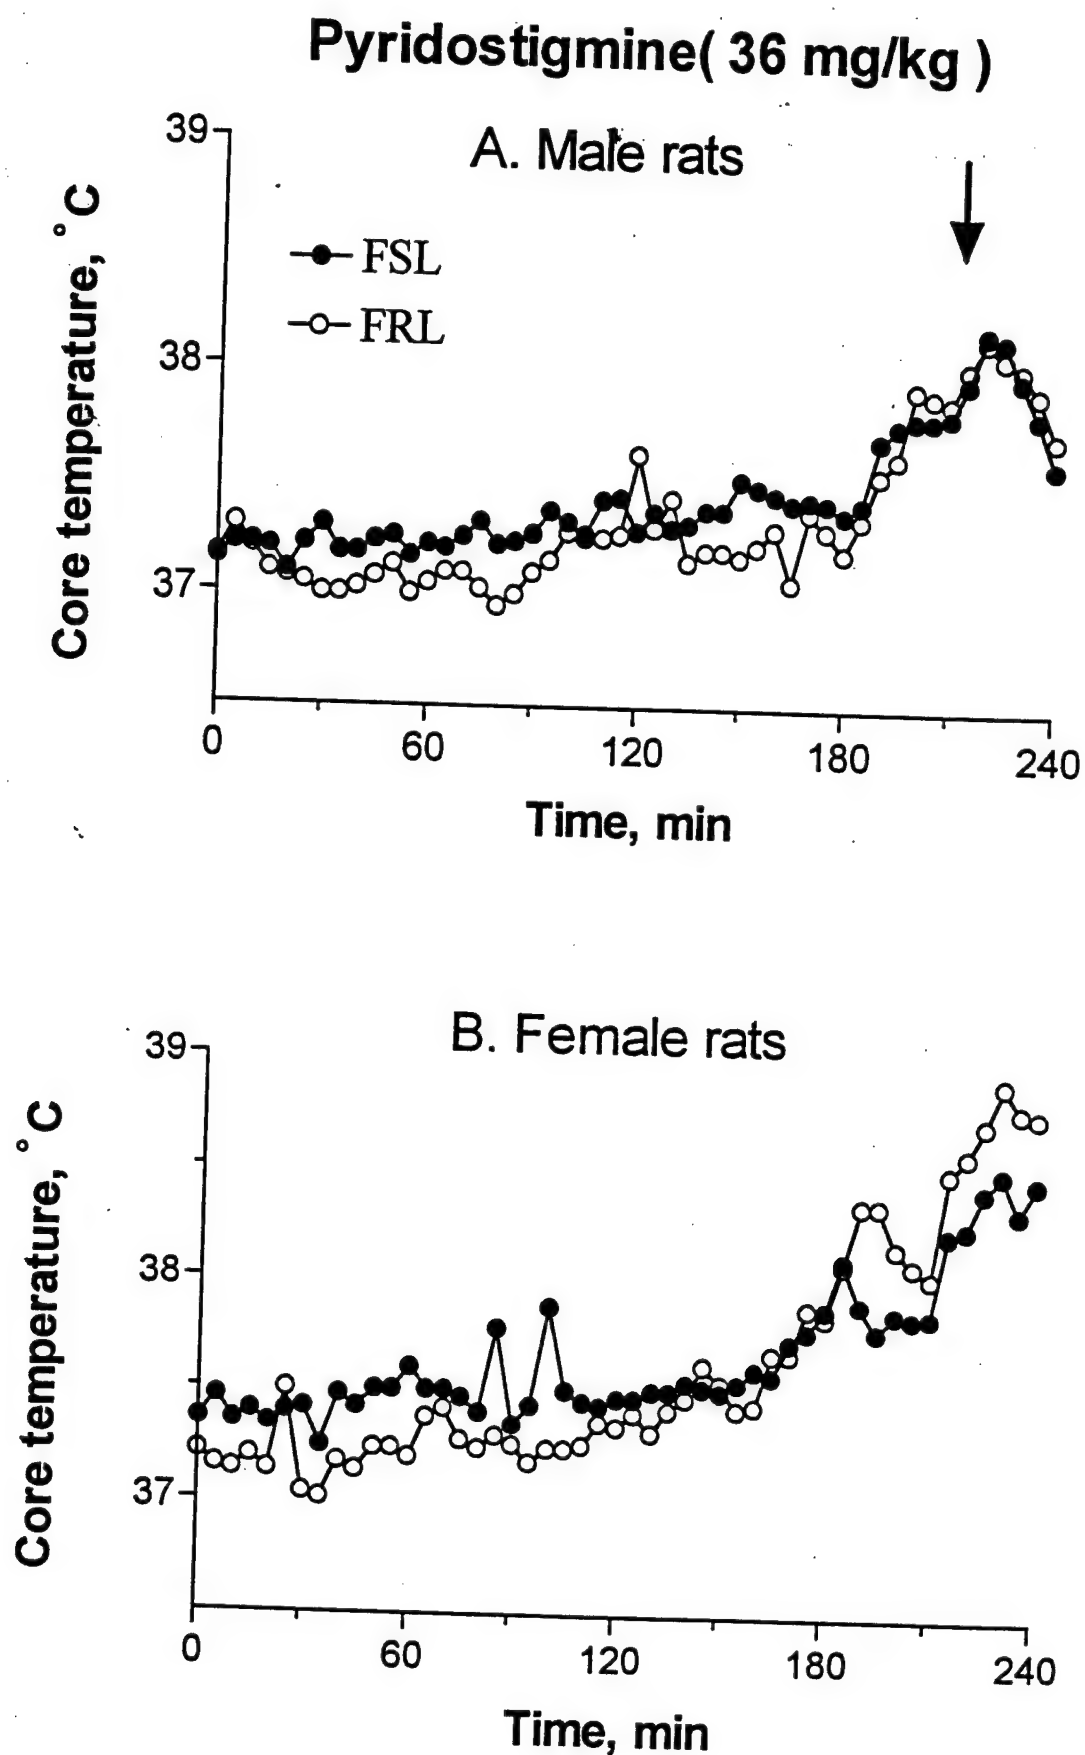 Pyridostigmine( 36 mg/kg )
A. Male rats
39
38
37
Core temperature, °C
FSL
FRL
0 60 120 180 240
Time, min
B. Female rats
39
38
37
Core temperature, °C
0 60 120 180 240
Time, min